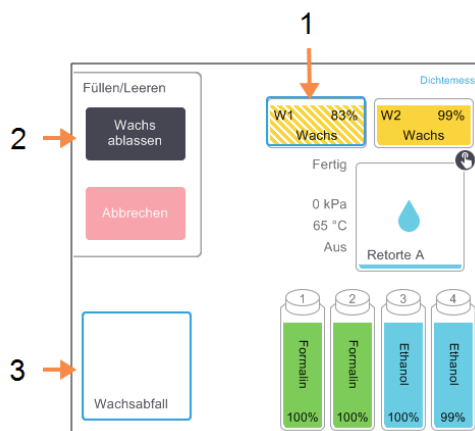 1
Füllen/Leeren
Dichtemess
2
Wachs
ablassen
W1 83%
Wachs
W2 99%
Wachs
Abbrechen
Fertig
0 kPa
65 °C
Aus
Retorte A
3
Wachsabfall
1
Formalin
100%
2
Formalin
100%
3
Ethanol
100%
4
Ethanol
99%